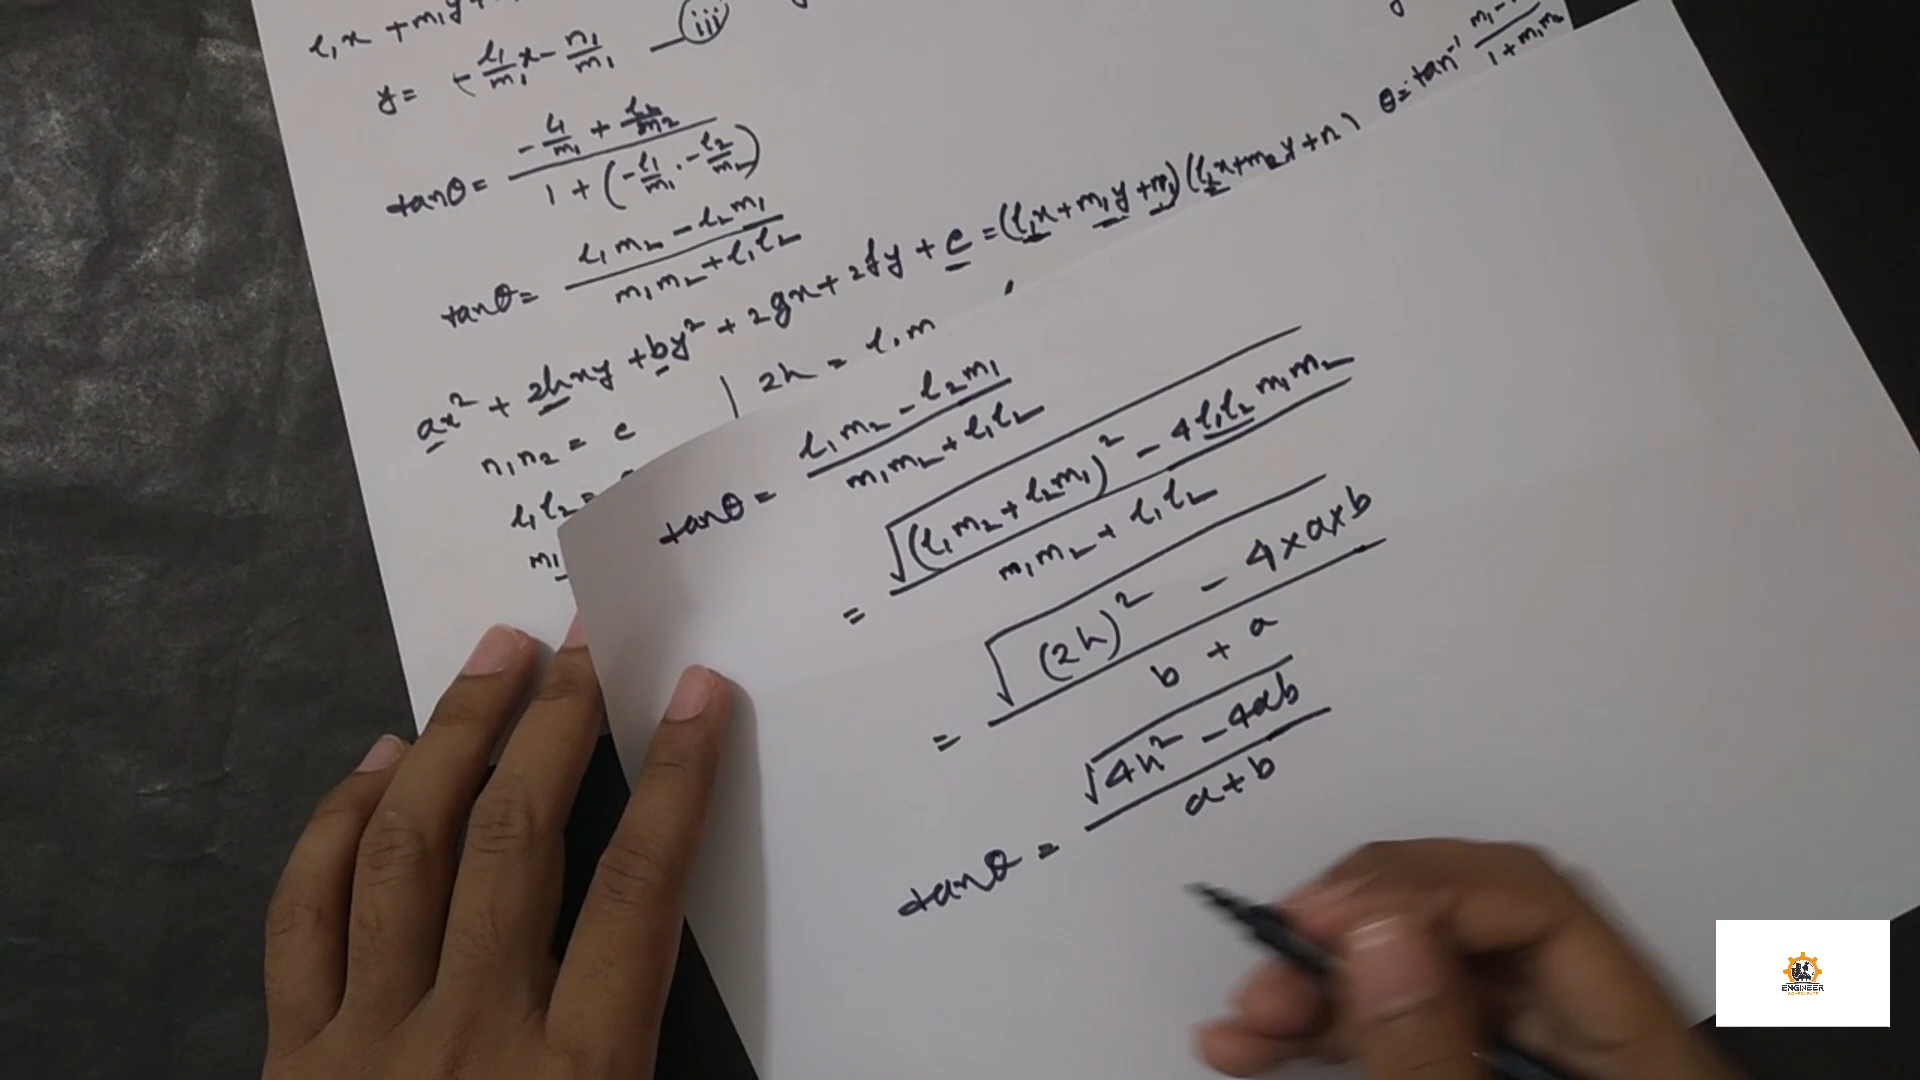 l₁x + m₁y +
y = - l₁/m₁ x - n₁/m₁ — (iii)
tanθ = (- l₁/m₁ + l₂/m₂) / (1 + (- l₁/m₁ . - l₂/m₂))
tanθ = (l₁m₂ - l₂m₁) / (m₁m₂ + l₁l₂)
θ = tan⁻¹ (m₁ - / 1 + m₁m₂
ax² + 2hxy + by² + 2gx + 2fy + c = (l₁x + m₁y + n₁) (l₂x + m₂y + n)
n₁n₂ = c
2h = l₁m
l₁l₂ =
m₁
tanθ = (l₁m₂ - l₂m₁) / (m₁m₂ + l₁l₂)
= √((l₁m₂ + l₂m₁)² - 4l₁l₂m₁m₂) / (m₁m₂ + l₁l₂)
= √((2h)² - 4×a×b) / (b + a)
tanθ = √(4h² - 4ab) / (a + b)
ENGINEER